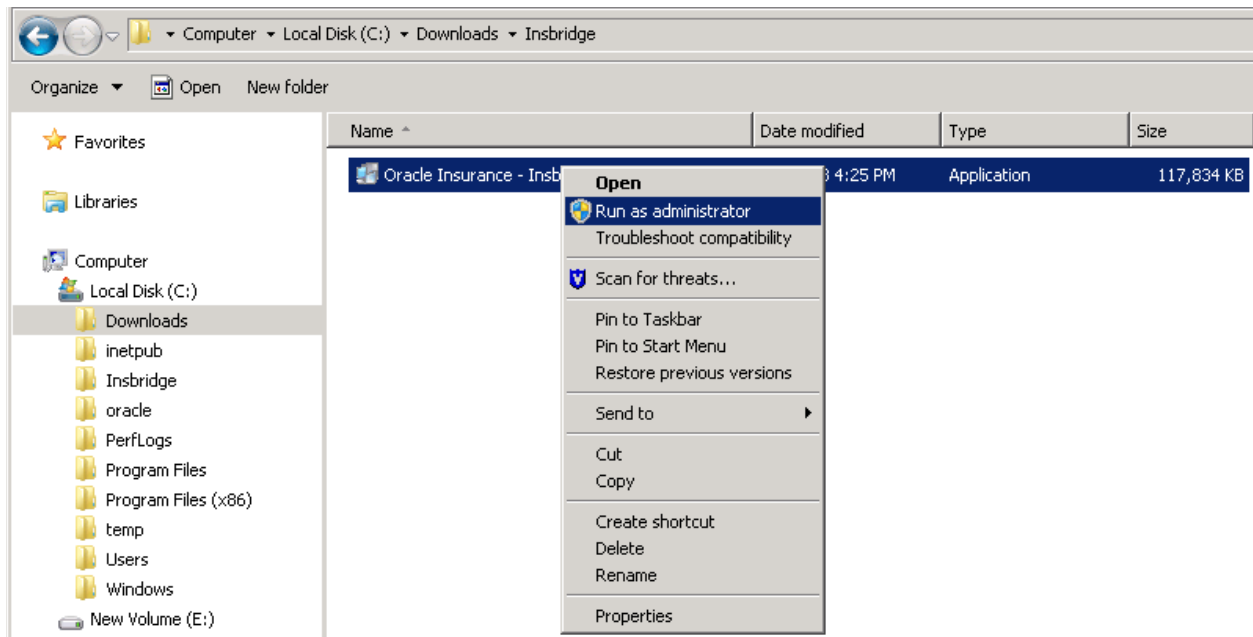 Computer Local Disk (C:) Downloads Insbridge
Organize Open New folder
Favorites
Libraries
Computer
Local Disk (C:)
Downloads
inetpub
Insbridge
oracle
PerfLogs
Program Files
Program Files (x86)
temp
Users
Windows
New Volume (E:)
Name Date modified Type Size
Oracle Insurance - 4:25 PM Application 117,834 KB
Open
Run as administrator
Troubleshoot compatibility
Scan for threats...
Pin to Taskbar
Pin to Start Menu
Restore previous versions
Send to
Cut
Copy
Create shortcut
Delete
Rename
Properties